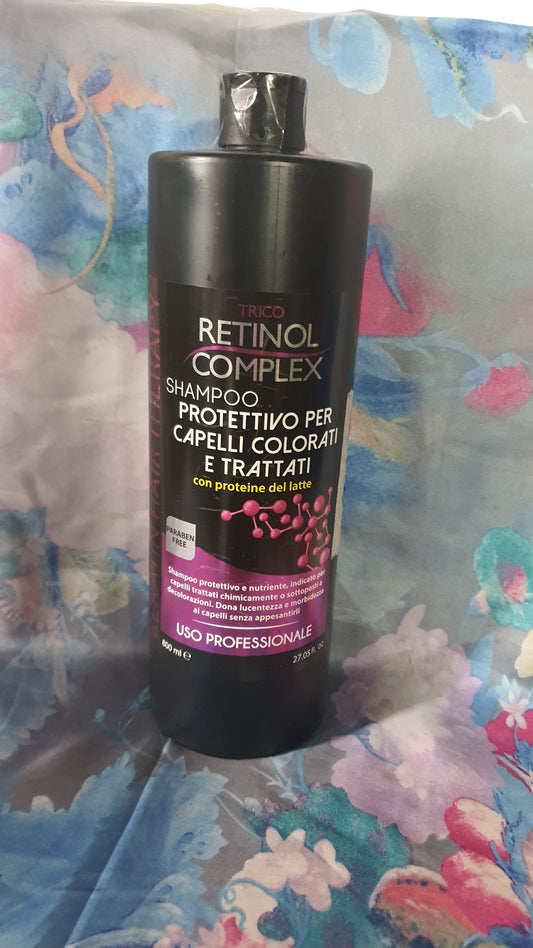 TRICO
RETINOL
COMPLEX
SHAMPOO
PROTETTIVO PER
CAPELLI COLORATI
E TRATTATI
con proteine del latte
PARABEN
FREE
Shampoo protettivo e nutriente, indicato per
capelli trattati chimicamente o sottoposti a
decolorazioni. Dona lucentezza e morbidezza
ai capelli senza appesantirli
USO PROFESSIONALE
800 ml e
27.05 fl. oz
HAIR THERAPY